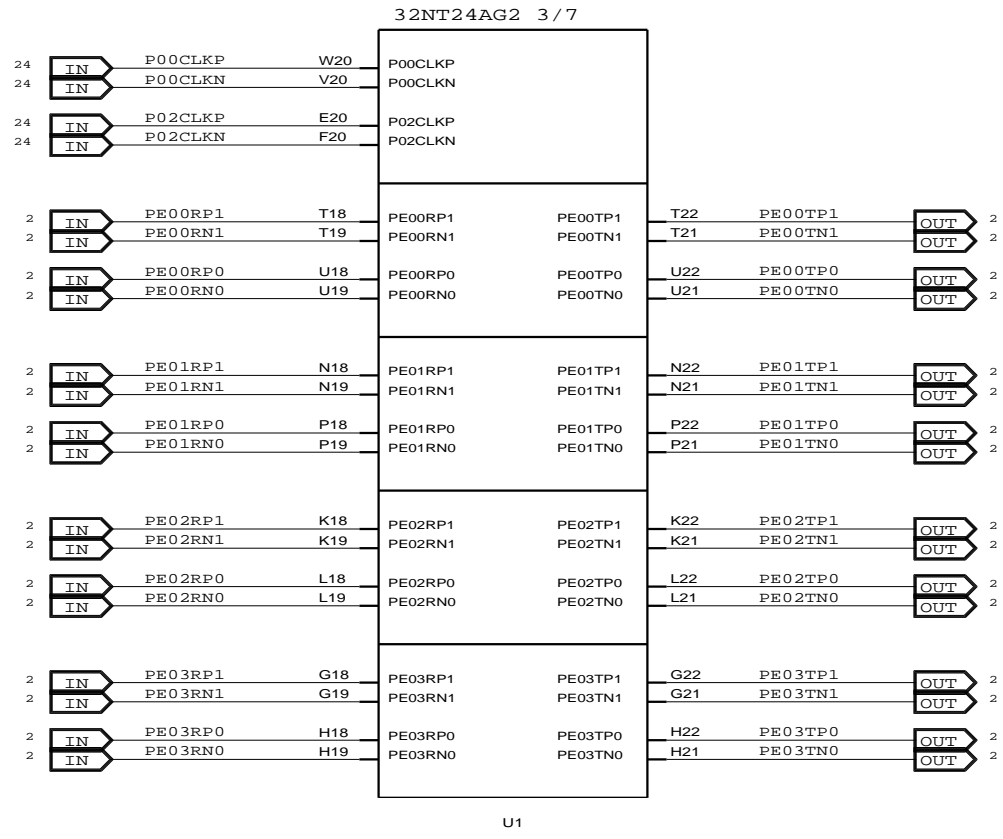 32NT24AG2 3/7
24 IN P00CLKP W20 P00CLKP
24 IN P00CLKN V20 P00CLKN
24 IN P02CLKP E20 P02CLKP
24 IN P02CLKN F20 P02CLKN
2 IN PE00RP1 T18 PE00RP1 PE00TP1 T22 PE00TP1 OUT 2
2 IN PE00RN1 T19 PE00RN1 PE00TN1 T21 PE00TN1 OUT 2
2 IN PE00RP0 U18 PE00RP0 PE00TP0 U22 PE00TP0 OUT 2
2 IN PE00RN0 U19 PE00RN0 PE00TN0 U21 PE00TN0 OUT 2
2 IN PE01RP1 N18 PE01RP1 PE01TP1 N22 PE01TP1 OUT 2
2 IN PE01RN1 N19 PE01RN1 PE01TN1 N21 PE01TN1 OUT 2
2 IN PE01RP0 P18 PE01RP0 PE01TP0 P22 PE01TP0 OUT 2
2 IN PE01RN0 P19 PE01RN0 PE01TN0 P21 PE01TN0 OUT 2
2 IN PE02RP1 K18 PE02RP1 PE02TP1 K22 PE02TP1 OUT 2
2 IN PE02RN1 K19 PE02RN1 PE02TN1 K21 PE02TN1 OUT 2
2 IN PE02RP0 L18 PE02RP0 PE02TP0 L22 PE02TP0 OUT 2
2 IN PE02RN0 L19 PE02RN0 PE02TN0 L21 PE02TN0 OUT 2
2 IN PE03RP1 G18 PE03RP1 PE03TP1 G22 PE03TP1 OUT 2
2 IN PE03RN1 G19 PE03RN1 PE03TN1 G21 PE03TN1 OUT 2
2 IN PE03RP0 H18 PE03RP0 PE03TP0 H22 PE03TP0 OUT 2
2 IN PE03RN0 H19 PE03RN0 PE03TN0 H21 PE03TN0 OUT 2
U1